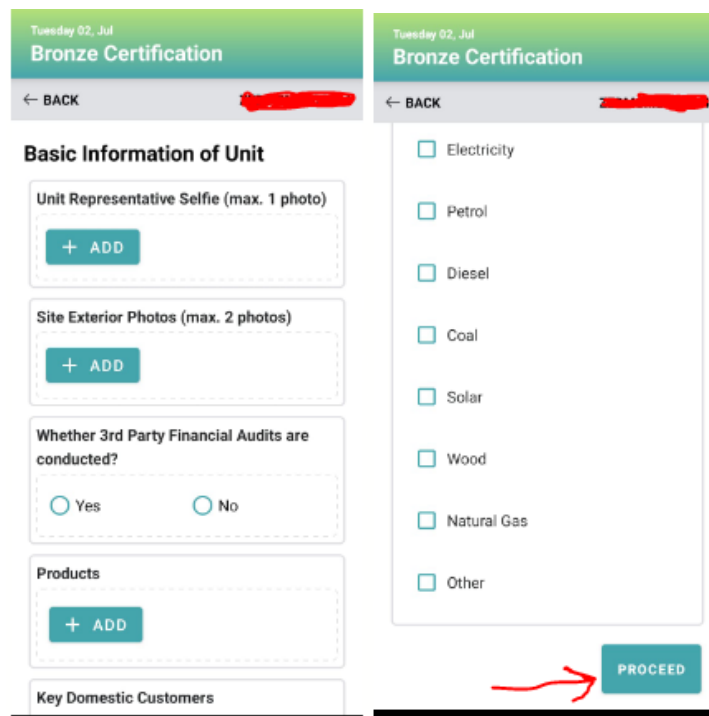 Tuesday 02, Jul
Bronze Certification
← BACK
Basic Information of Unit
Unit Representative Selfie (max. 1 photo)
+ ADD
Site Exterior Photos (max. 2 photos)
+ ADD
Whether 3rd Party Financial Audits are
conducted?
Yes
No
Products
+ ADD
Key Domestic Customers
Tuesday 02, Jul
Bronze Certification
← BACK
Electricity
Petrol
Diesel
Coal
Solar
Wood
Natural Gas
Other
PROCEED